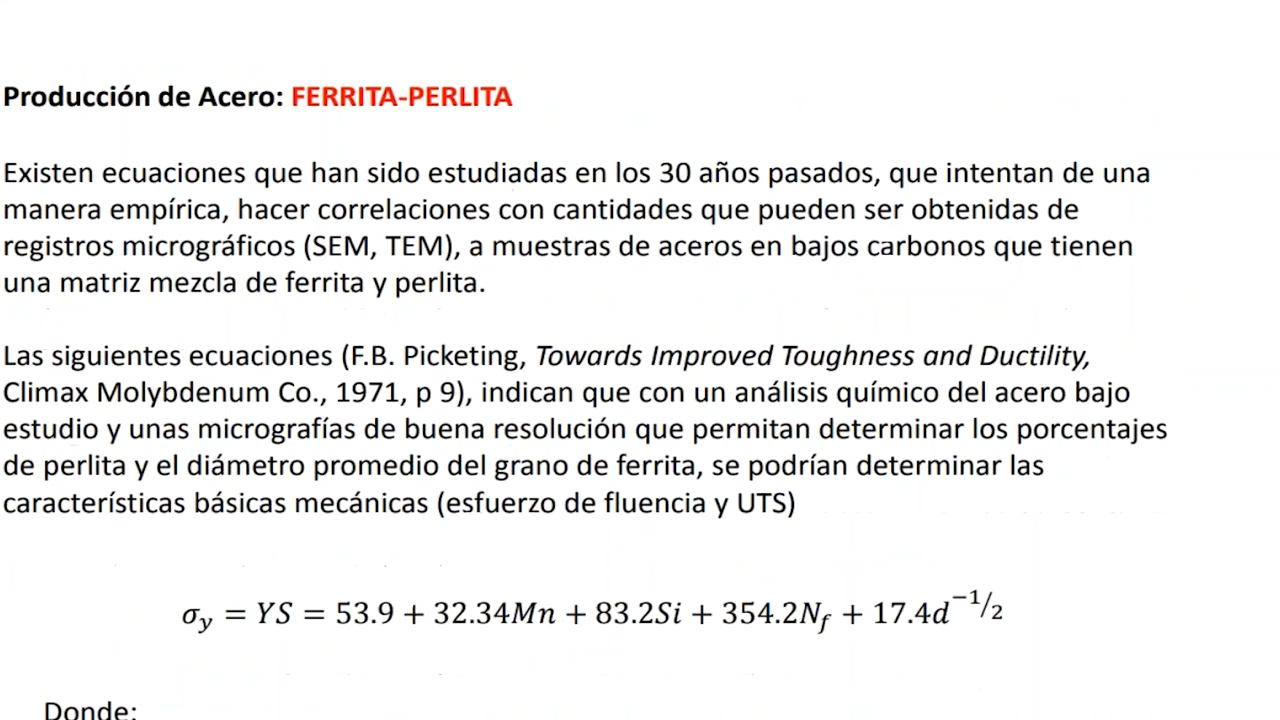 Producción de Acero: FERRITA-PERLITA
Existen ecuaciones que han sido estudiadas en los 30 años pasados, que intentan de una
manera empírica, hacer correlaciones con cantidades que pueden ser obtenidas de
registros micrográficos (SEM, TEM), a muestras de aceros en bajos carbonos que tienen
una matriz mezcla de ferrita y perlita.
Las siguientes ecuaciones (F.B. Picketing, Towards Improved Toughness and Ductility,
Climax Molybdenum Co., 1971, p 9), indican que con un análisis químico del acero bajo
estudio y unas micrografías de buena resolución que permitan determinar los porcentajes
de perlita y el diámetro promedio del grano de ferrita, se podrían determinar las
características básicas mecánicas (esfuerzo de fluencia y UTS)
σ_y = YS = 53.9 + 32.34Mn + 83.2Si + 354.2N_f + 17.4d^{-1/2}
Donde: